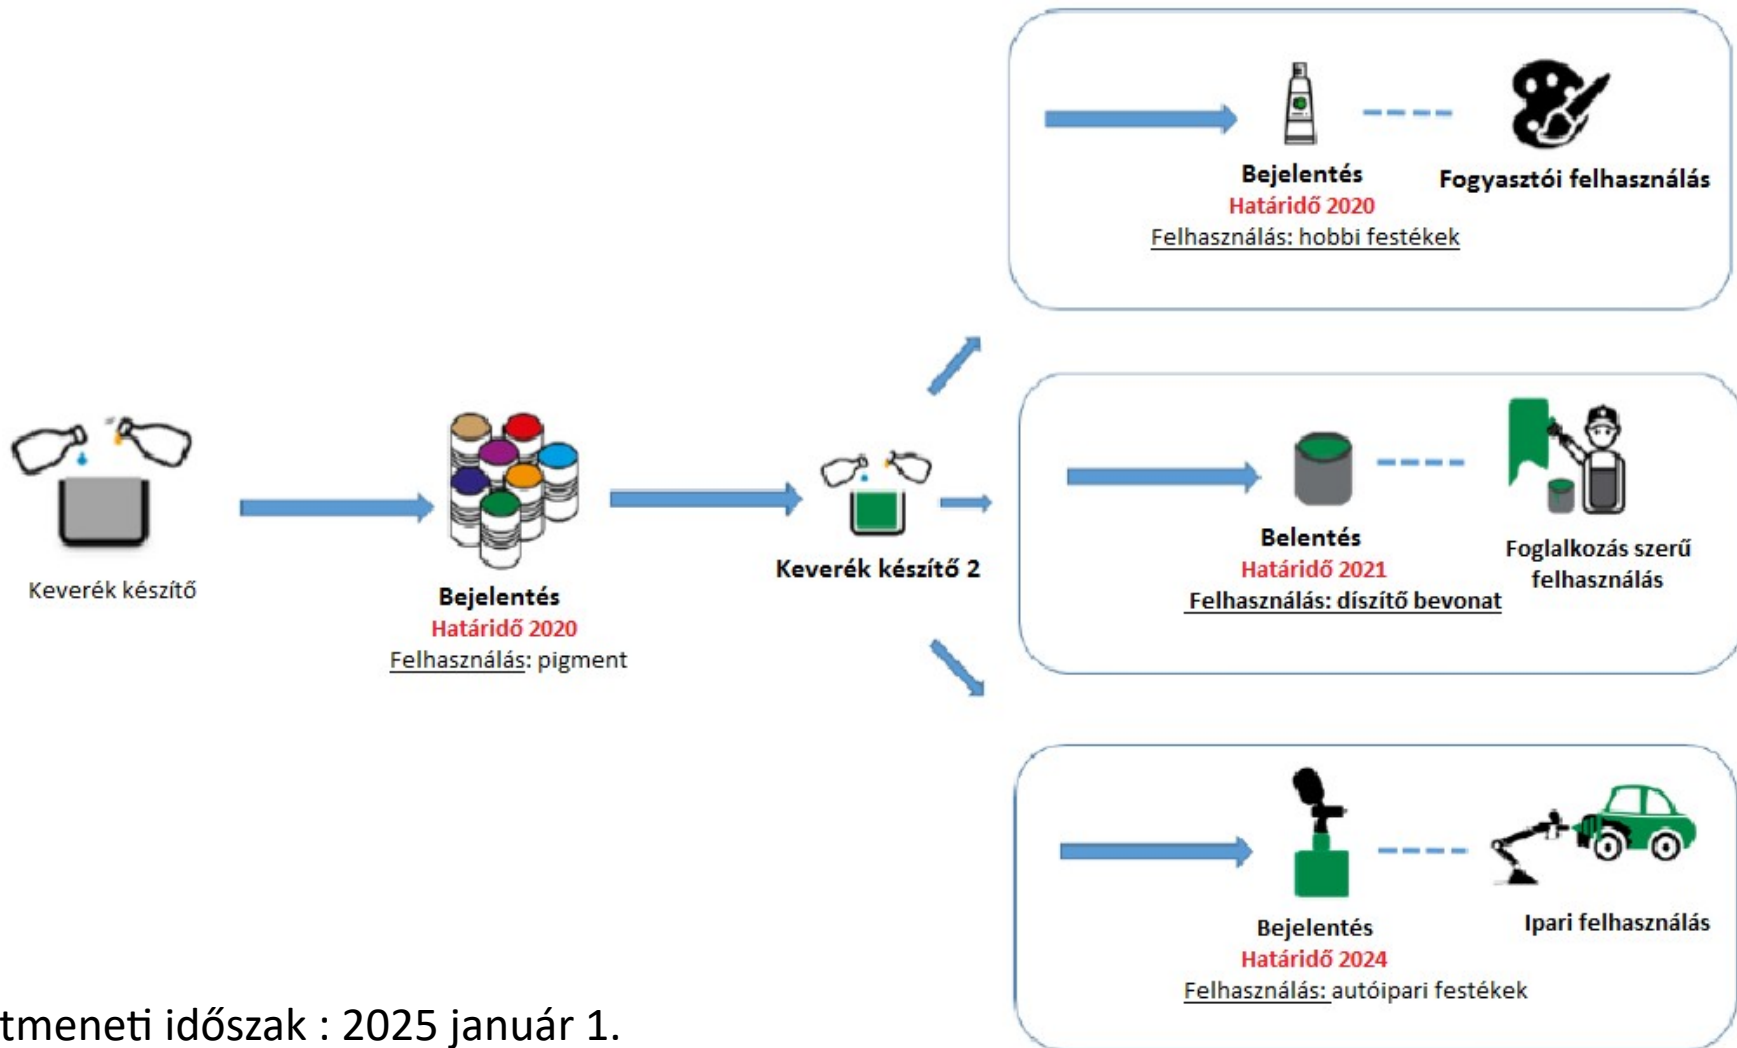 Bejelentés
Határidő 2020
Felhasználás: hobbi festékek
Fogyasztói felhasználás
Keverék készítő
Bejelentés
Határidő 2020
Felhasználás: pigment
Keverék készítő 2
Belentés
Határidő 2021
Felhasználás: díszítő bevonat
Foglalkozás szerű
felhasználás
Bejelentés
Határidő 2024
Felhasználás: autóipari festékek
Ipari felhasználás
tmeneti időszak : 2025 január 1.